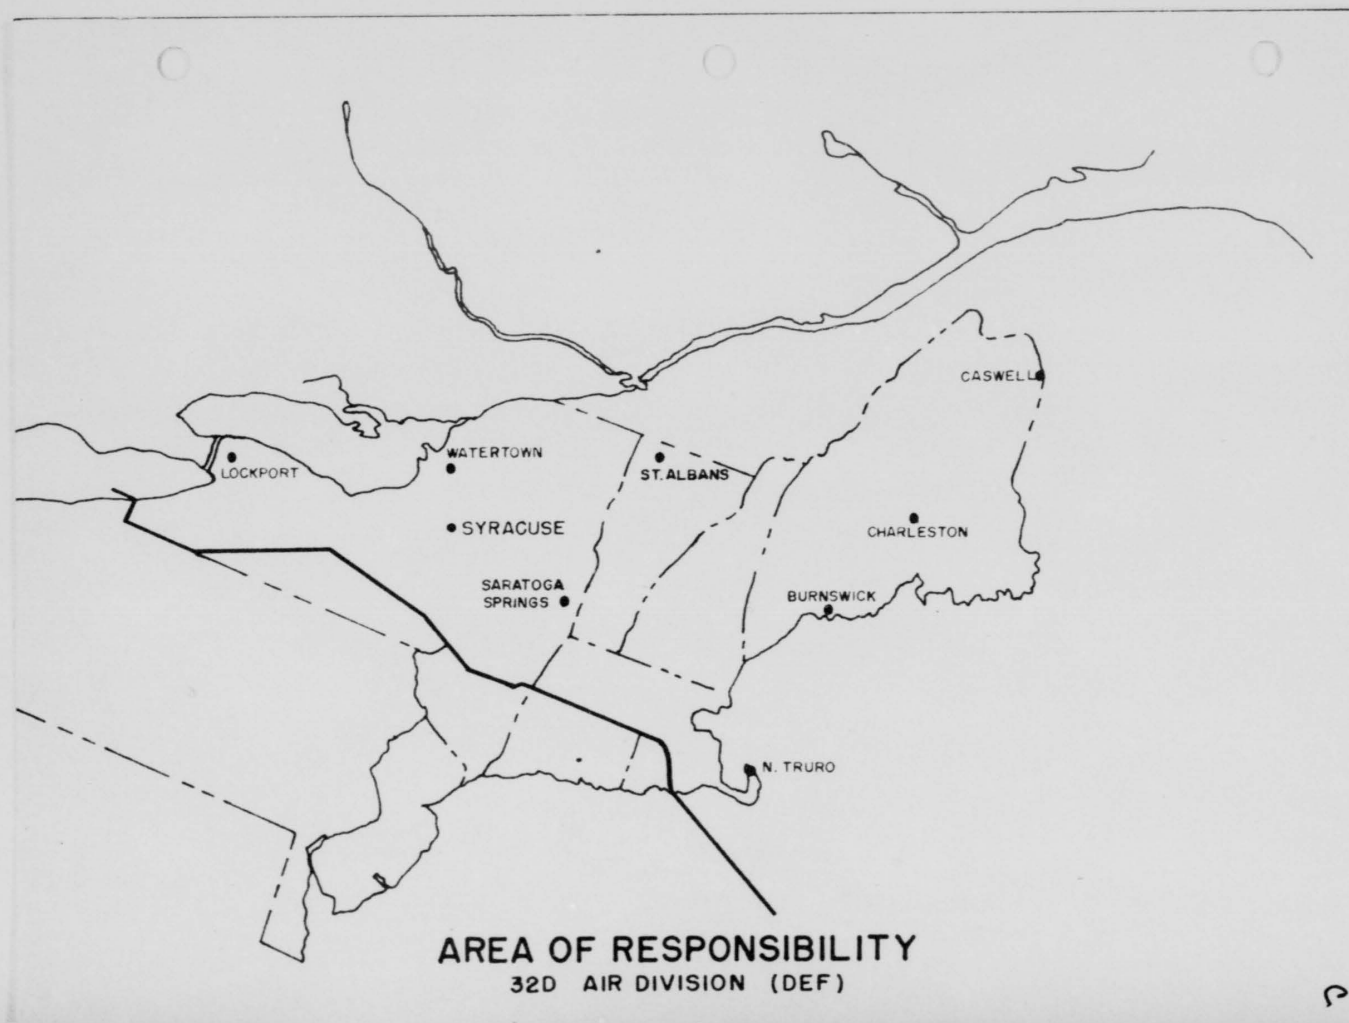 CASWELL
WATERTOWN
LOCKPORT
ST. ALBANS
SYRACUSE
CHARLESTON
SARATOGA
SPRINGS
BURNSWICK
N. TRURO
AREA OF RESPONSIBILITY
32D AIR DIVISION (DEF)